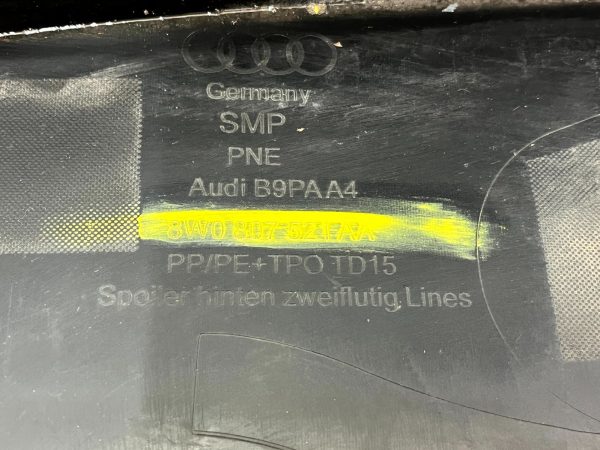 Germany
SMP
PNE
Audi B9PA A4
8W0 807 521 AA
PP/PE+TPO TD15
Spoiler hinten zweiflutig Lines